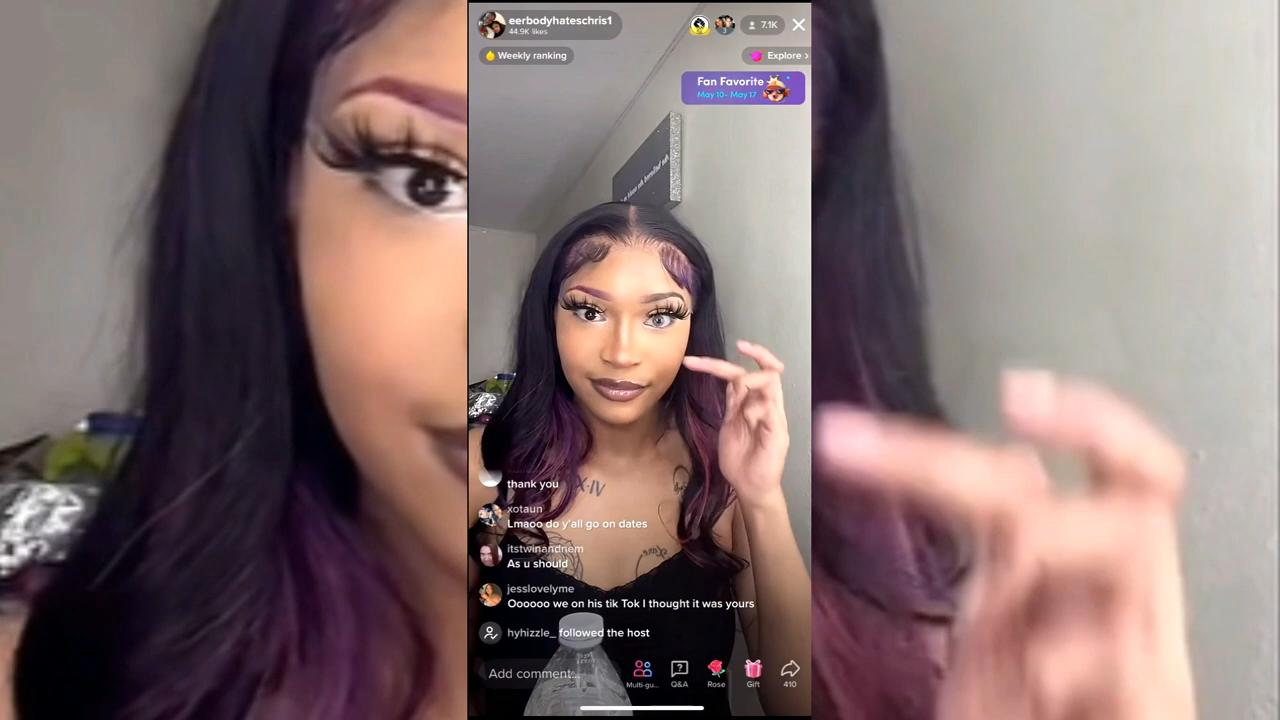 eerbodyhateschris1
44.9K likes
3
7.1K
Weekly ranking
Explore ›
Fan Favorite
May 10- May 17
X·IV
thank you
xotaun
Lmaoo do y'all go on dates
itstwinandnem
As u should
jesslovelyme
Oooooo we on his tik Tok I thought it was yours
hyhizzle_ followed the host
Add comment...
Multi-gu...
Q&A
Rose
Gift
410